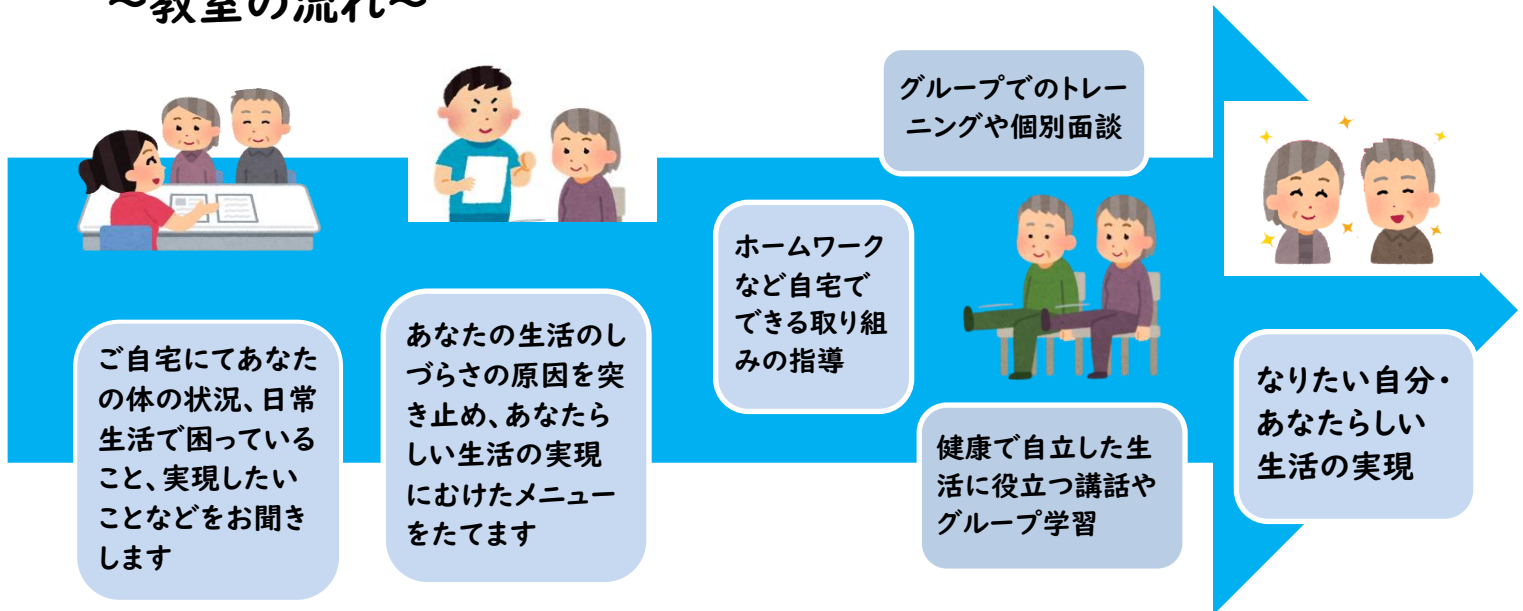 ~教室の流れ~
ご自宅にてあなた
の体の状況、日常
生活で困っている
こと、実現したい
ことなどをお聞き
します
あなたの生活のし
づらさの原因を突
き止め、あなたら
しい生活の実現
にむけたメニュー
をたてます
ホームワーク
など自宅で
できる取り組
みの指導
グループでのトレー
ニングや個別面談
健康で自立した生
活に役立つ講話や
グループ学習
なりたい自分・
あなたらしい
生活の実現